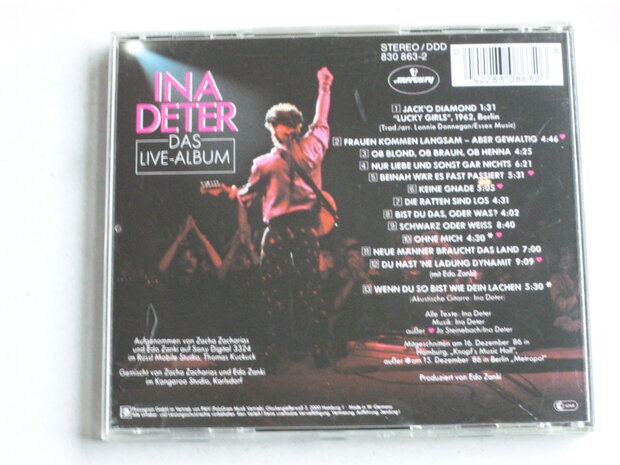 STEREO/DDD
830 863-2
mercury
0
42283 08632
INA
DETER
DAS
LIVE-ALBUM
1 JACK'O DIAMOND 1:31
"LUCKY GIRLS", 1962, Berlin
(Trad./arr. Lonnie Donnegan/Essex Music)
2 FRAUEN KOMMEN LANGSAM – ABER GEWALTIG 4:46 ♥
3 OB BLOND, OB BRAUN, OB HENNA 4:25
4 NUR LIEBE UND SONST GAR NICHTS 6:21
5 BEINAH WÄR ES FAST PASSIERT 5:31 ♥
6 KEINE GNADE 5:05 ♥
7 DIE RATTEN SIND LOS 4:31
8 BIST DU DAS, ODER WAS? 4:02
9 SCHWARZ ODER WEISS 8:40
10 OHNE MICH 4:30 * ♥
11 NEUE MÄNNER BRAUCHT DAS LAND 7:00
12 DU HAST 'NE LADUNG DYNAMIT 9:09 ♥
(mit Edo Zanki)
13 WENN DU SO BIST WIE DEIN LACHEN 5:30 *
(Akustische Gitarre: Ina Deter)
Alle Texte: Ina Deter
Musik: Ina Deter
außer ♥ Ja Steinebach/Ina Deter
Mitgeschnitten am 16. Dezember 86 in
Hamburg, "Knopf's Music Hall",
außer * am 15. Dezember 86 in Berlin, "Metropol"
Produziert von Edo Zanki
Aufgenommen von Zacha Zacharias
und Edo Zanki auf Sony Digital 3324
im Rüssl Mobile Studio, Thomas Kuckuck
Gemischt von Zacha Zacharias und Edo Zanki
im Kangaroo Studio, Karlsdorf